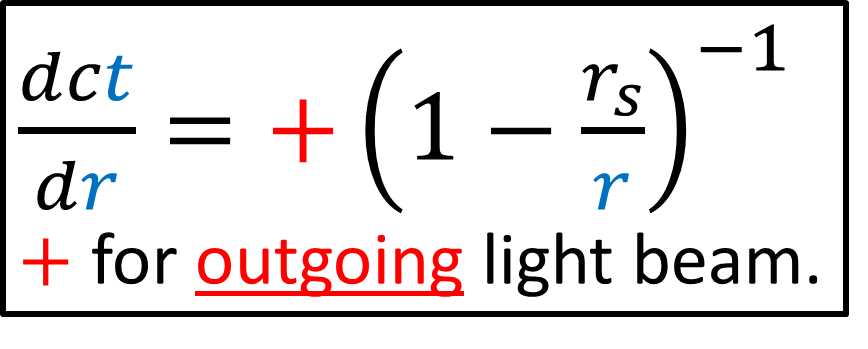 dct/dr = + (1 − r_s/r)^−1
+ for outgoing light beam.